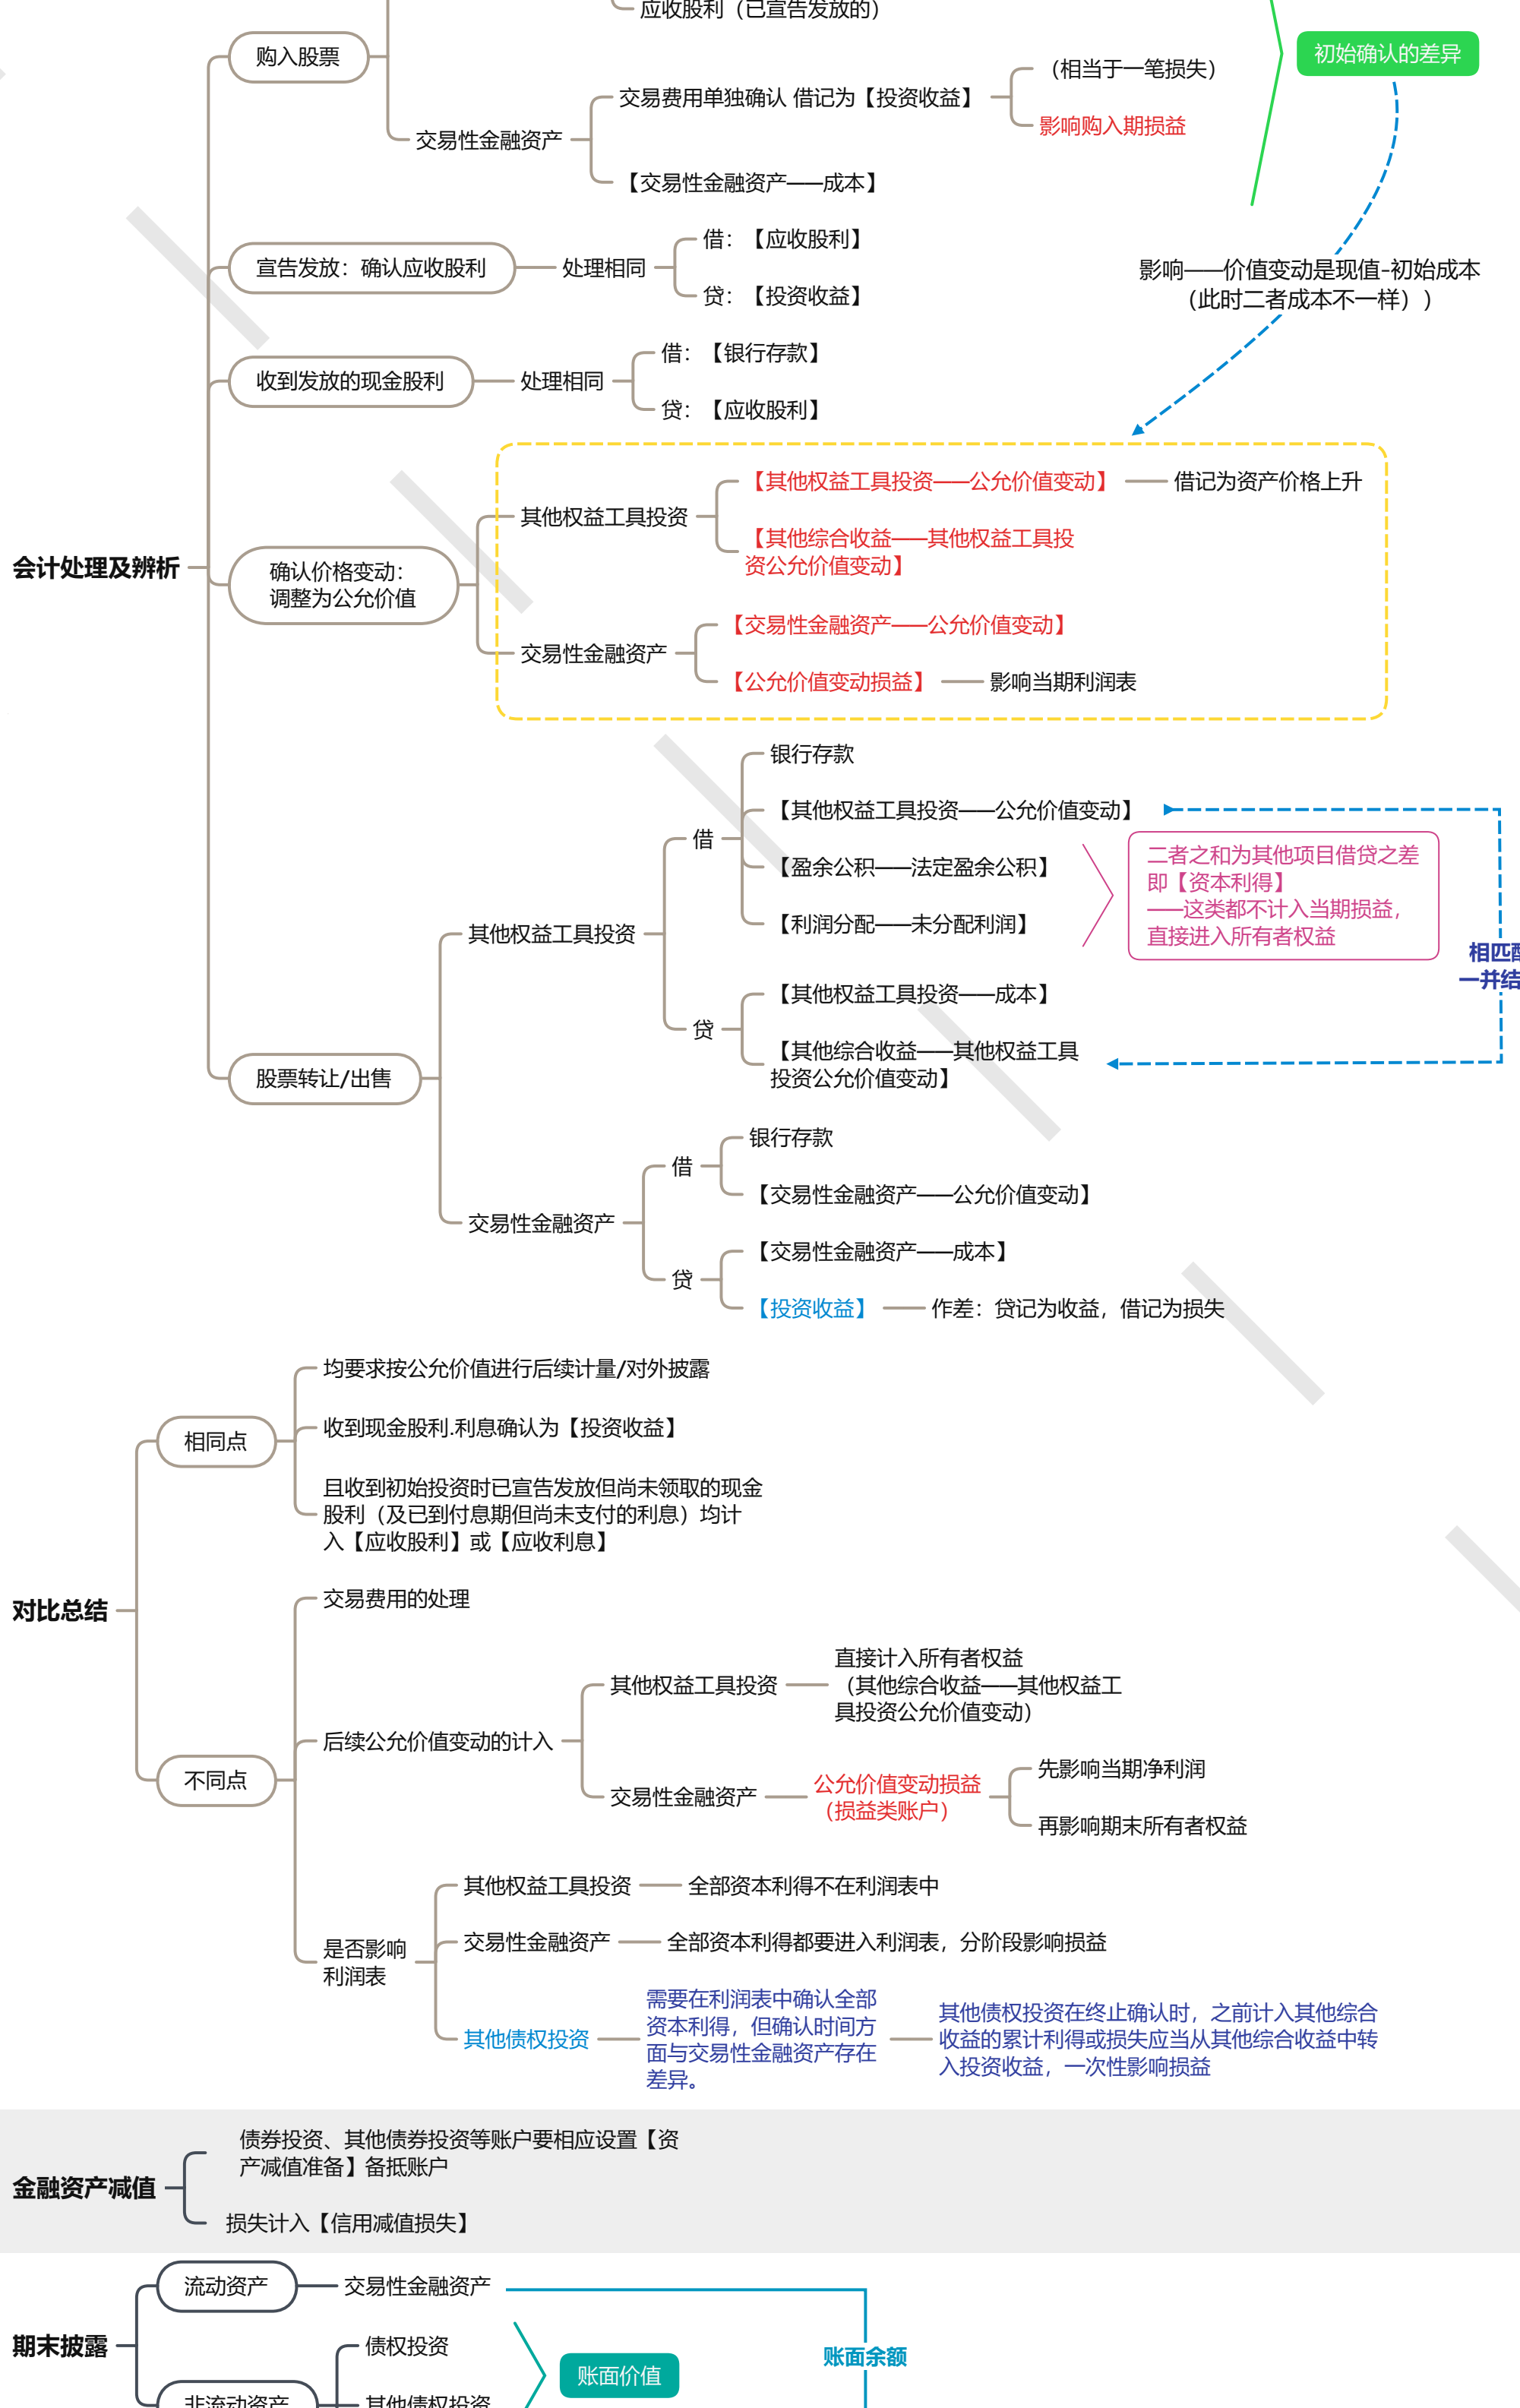 应收股利（已宣告发放的）
购入股票
初始确认的差异
（相当于一笔损失）
交易费用单独确认 借记为【投资收益】
影响购入期损益
交易性金融资产
【交易性金融资产——成本】
借：【应收股利】
宣告发放：确认应收股利
处理相同
贷：【投资收益】
影响——价值变动是现值-初始成本
（此时二者成本不一样））
借：【银行存款】
收到发放的现金股利
处理相同
贷：【应收股利】
会计处理及辨析
确认价格变动：
调整为公允价值
其他权益工具投资
【其他权益工具投资——公允价值变动】
借记为资产价格上升
【其他综合收益——其他权益工具投
资公允价值变动】
交易性金融资产
【交易性金融资产——公允价值变动】
【公允价值变动损益】
影响当期利润表
股票转让/出售
其他权益工具投资
借
银行存款
【其他权益工具投资——公允价值变动】
【盈余公积——法定盈余公积】
【利润分配——未分配利润】
二者之和为其他项目借贷之差
即【资本利得】
——这类都不计入当期损益，
直接进入所有者权益
相匹
一并结
贷
【其他权益工具投资——成本】
【其他综合收益——其他权益工具
投资公允价值变动】
交易性金融资产
借
银行存款
【交易性金融资产——公允价值变动】
贷
【交易性金融资产——成本】
【投资收益】
作差：贷记为收益，借记为损失
对比总结
相同点
均要求按公允价值进行后续计量/对外披露
收到现金股利.利息确认为【投资收益】
且收到初始投资时已宣告发放但尚未领取的现金
股利（及已到付息期但尚未支付的利息）均计
入【应收股利】或【应收利息】
不同点
交易费用的处理
后续公允价值变动的计入
其他权益工具投资
直接计入所有者权益
（其他综合收益——其他权益工
具投资公允价值变动）
交易性金融资产
公允价值变动损益
（损益类账户）
先影响当期净利润
再影响期末所有者权益
是否影响
利润表
其他权益工具投资
全部资本利得不在利润表中
交易性金融资产
全部资本利得都要进入利润表，分阶段影响损益
其他债权投资
需要在利润表中确认全部
资本利得，但确认时间方
面与交易性金融资产存在
差异。
其他债权投资在终止确认时，之前计入其他综合
收益的累计利得或损失应当从其他综合收益中转
入投资收益，一次性影响损益
金融资产减值
债券投资、其他债券投资等账户要相应设置【资
产减值准备】备抵账户
损失计入【信用减值损失】
期末披露
流动资产
交易性金融资产
账面余额
债权投资
账面价值
非流动资产
其他债权投资